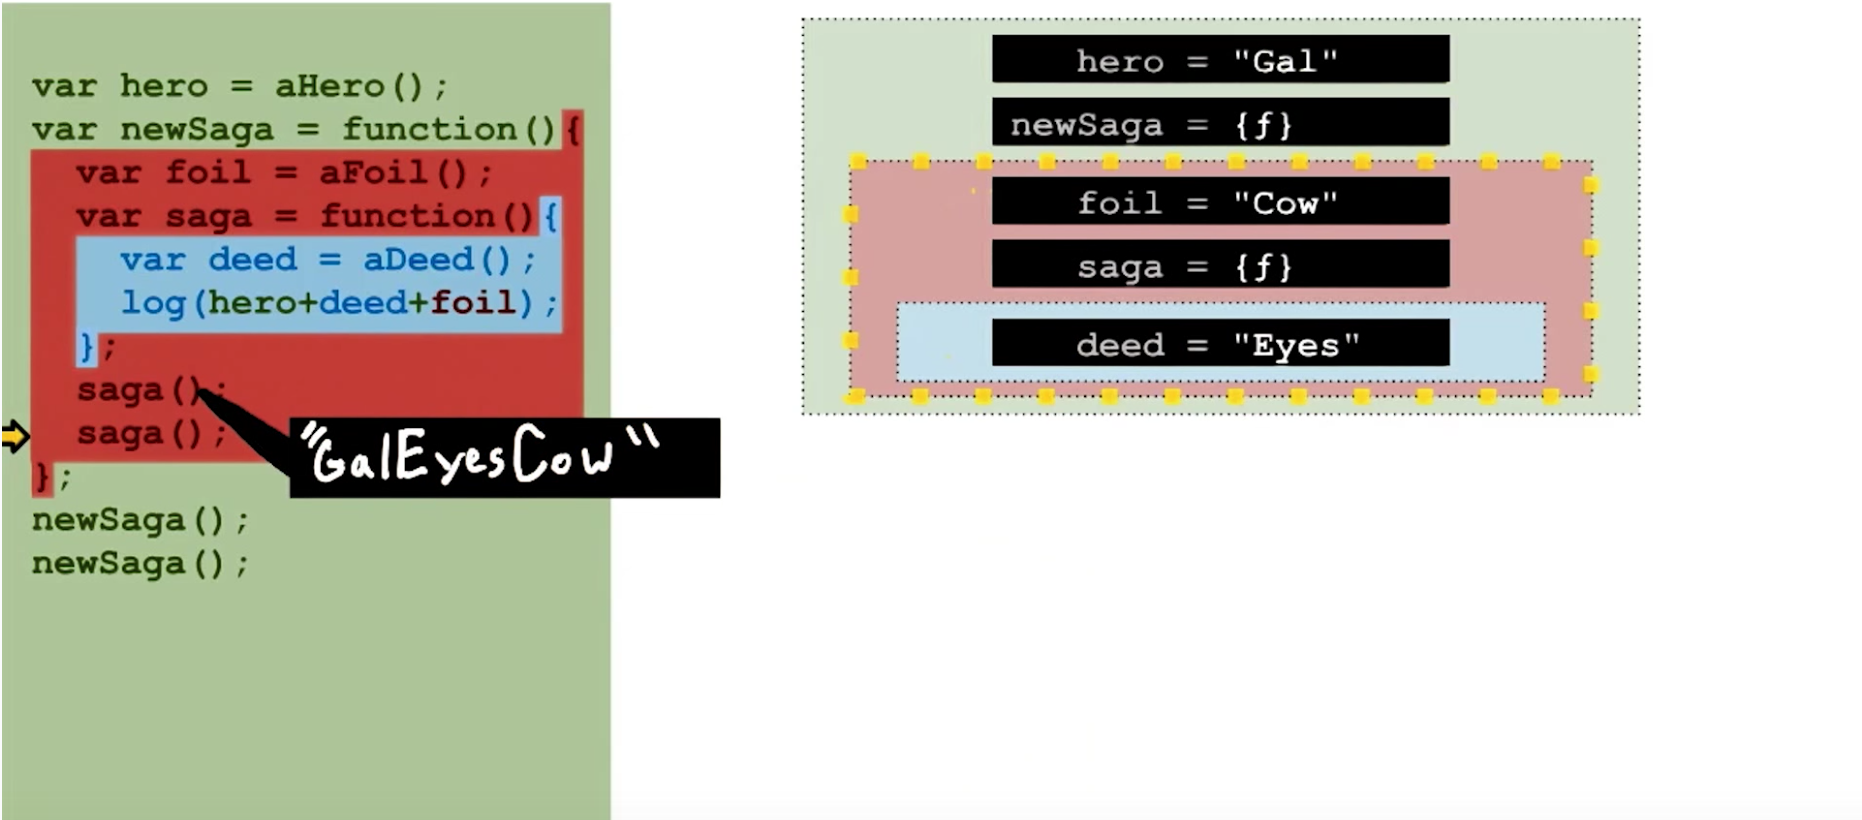 var hero = aHero();
var newSaga = function(){
var foil = aFoil();
var saga = function(){
var deed = aDeed();
log(hero+deed+foil);
};
saga();
saga();
};
newSaga();
newSaga();
"GalEyesCow"
hero = "Gal"
newSaga = {f}
foil = "Cow"
saga = {f}
deed = "Eyes"